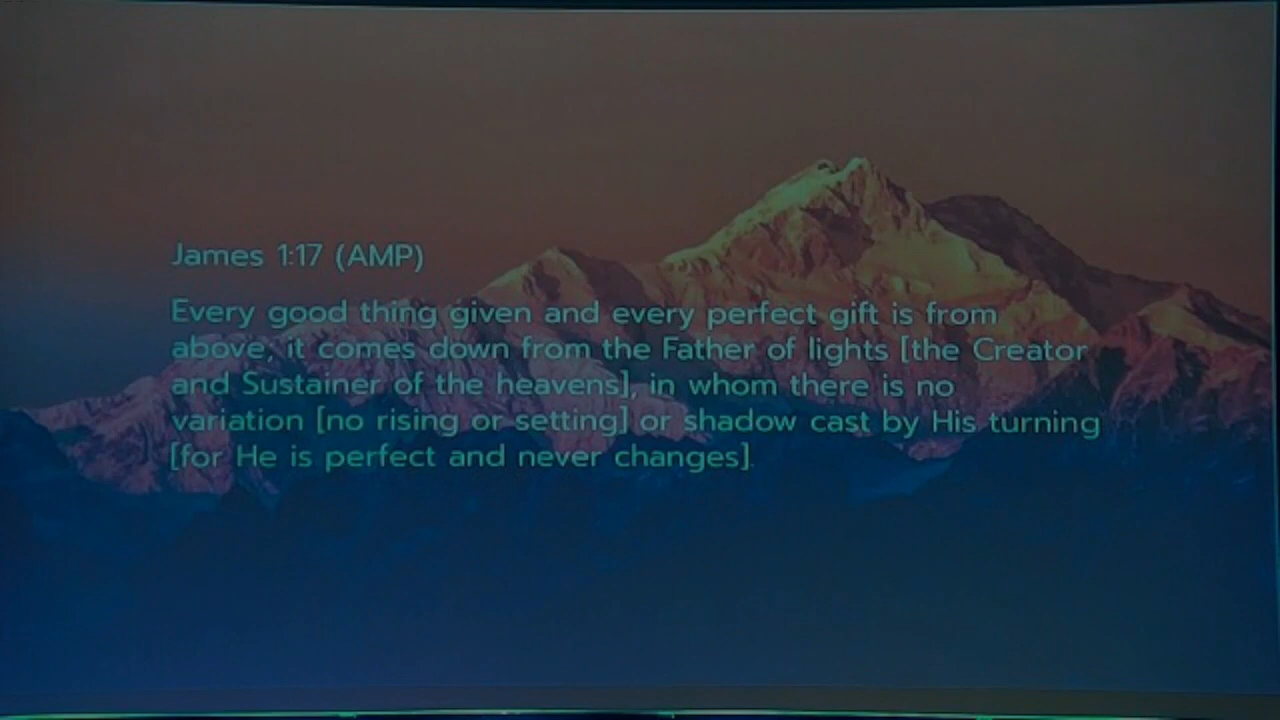 James 1:17 (AMP)
Every good thing given and every perfect gift is from
above; it comes down from the Father of lights [the Creator
and Sustainer of the heavens], in whom there is no
variation [no rising or setting] or shadow cast by His turning
[for He is perfect and never changes].